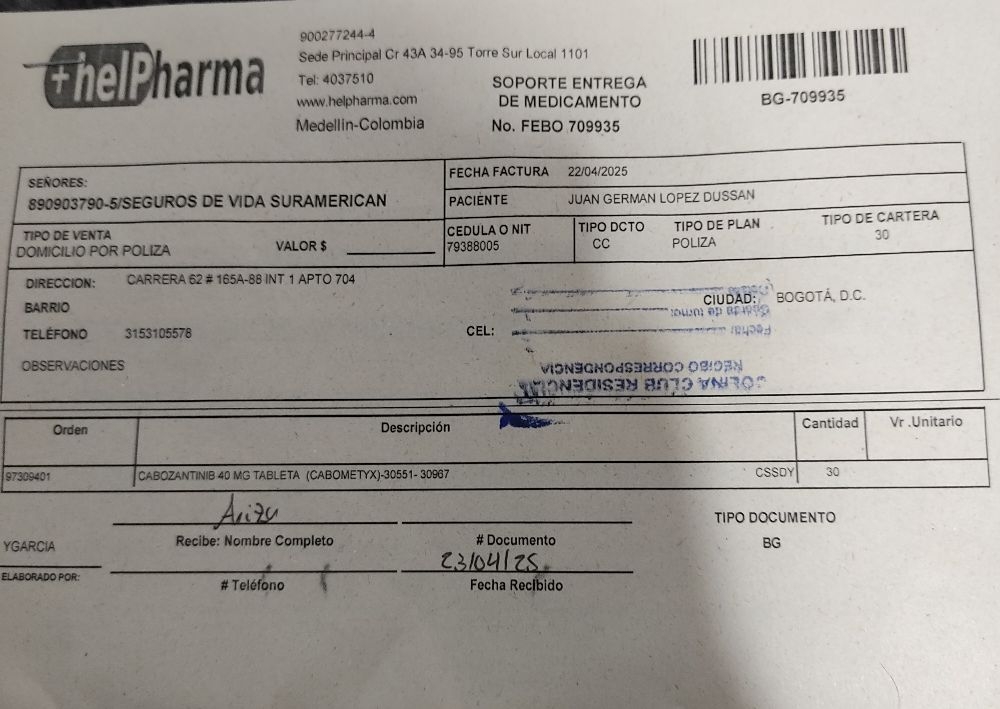 +helPharma
900277244-4
Sede Principal Cr 43A 34-95 Torre Sur Local 1101
Tel: 4037510
www.helpharma.com
Medellin-Colombia
SOPORTE ENTREGA
DE MEDICAMENTO
No. FEBO 709935
BG-709935
SEÑORES:
890903790-5/SEGUROS DE VIDA SURAMERICAN
FECHA FACTURA 22/04/2025
PACIENTE JUAN GERMAN LOPEZ DUSSAN
TIPO DE VENTA
DOMICILIO POR POLIZA
VALOR $
CEDULA O NIT
79388005
TIPO DCTO
CC
TIPO DE PLAN
POLIZA
TIPO DE CARTERA
30
DIRECCION: CARRERA 62 # 165A-88 INT 1 APTO 704
BARRIO
CIUDAD: BOGOTÁ, D.C.
TELÉFONO 3153105578
CEL:
OBSERVACIONES
CLUB RESIDENCIAL
RECIBO CORRESPONDENCIA
Fecha:
Guarda de turno:
Orden Descripción Cantidad Vr .Unitario
97309401 CABOZANTINIB 40 MG TABLETA (CABOMETYX)-30551- 30967 CSSDY 30
Recibe: Nombre Completo
# Documento
TIPO DOCUMENTO
BG
YGARCIA
ELABORADO POR:
# Teléfono
23/04/25
Fecha Recibido